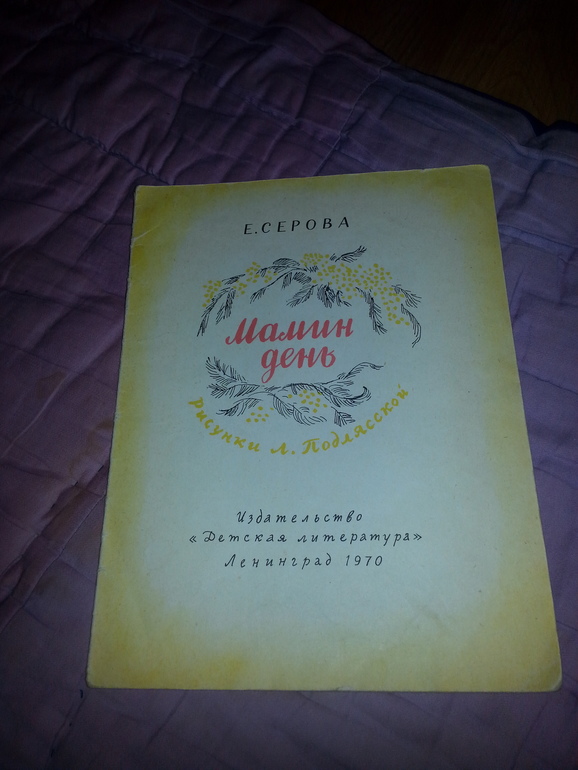 Е. СЕРОВА
Мамин
день
рисунки Л. Подлясской
Издательство
«Детская литература»
Ленинград 1970